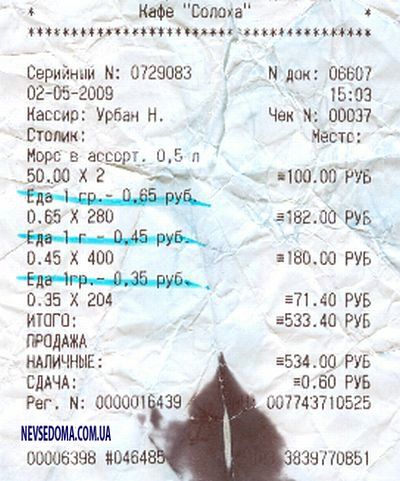 * Кафе "Солоха" *
Серийный N: 0729083 N док: 06607
02-05-2009 15:03
Кассир: Урбан Н. Чек N: 00037
Столик: Место:
Морс в ассорт. 0,5 л
50.00 X 2 =100.00 РУБ
Еда 1 гр.- 0,65 руб.
0.65 X 280 =182.00 РУБ
Еда 1 г - 0,45 руб.
0.45 X 400 =180.00 РУБ
Еда 1гр.- 0,35 руб.
0.35 X 204 =71.40 РУБ
ИТОГО: =533.40 РУБ
ПРОДАЖА
НАЛИЧНЫЕ: =534.00 РУБ
СДАЧА: =0.60 РУБ
Рег. N: 0000016439 ИНН: 007743710525
NEVSEDOMA.COM.UA
00006398 #046485 3839770851